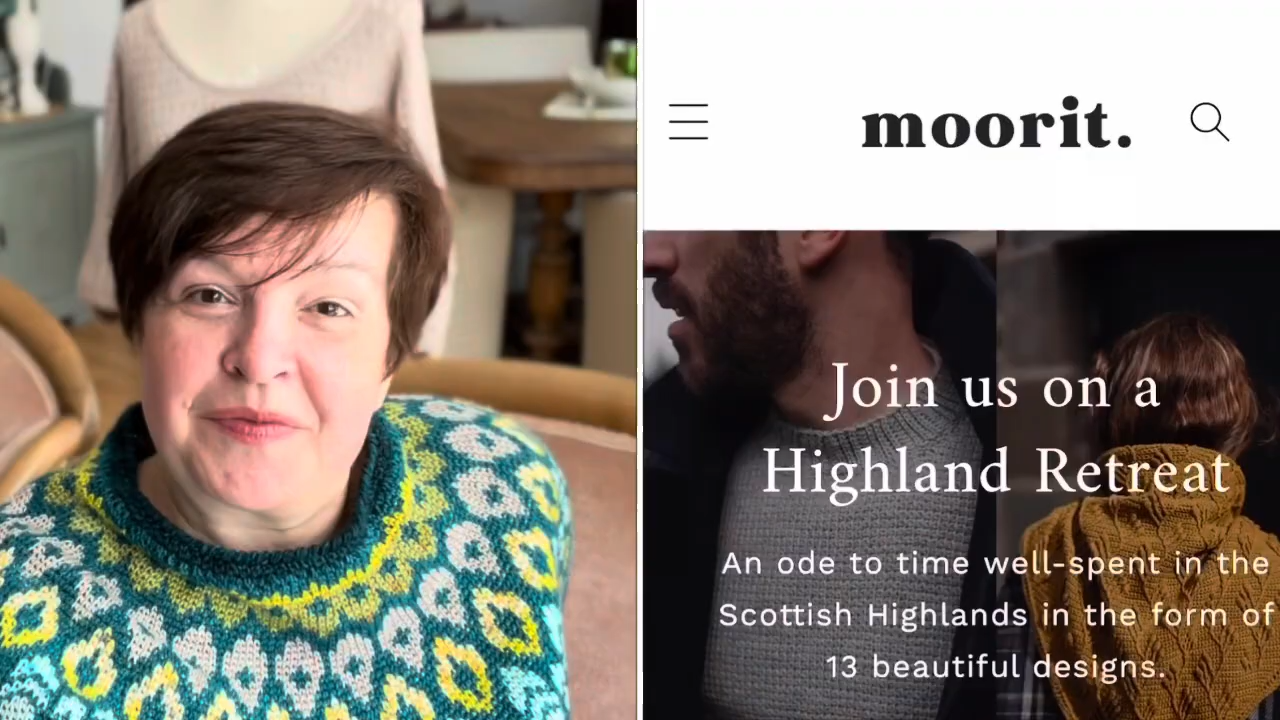 moorit.
Join us on a
Highland Retreat
An ode to time well-spent in the
Scottish Highlands in the form of
13 beautiful designs.